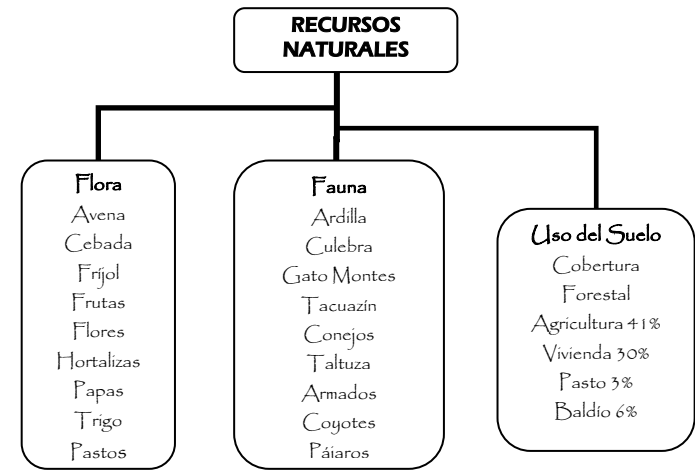 RECURSOS
NATURALES
Flora
Avena
Cebada
Fríjol
Frutas
Flores
Hortalizas
Papas
Trigo
Pastos
Fauna
Ardilla
Culebra
Gato Montes
Tacuazín
Conejos
Taltuza
Armados
Coyotes
Páiaros
Uso del Suelo
Cobertura
Forestal
Agricultura 41%
Vivienda 30%
Pasto 3%
Baldío 6%